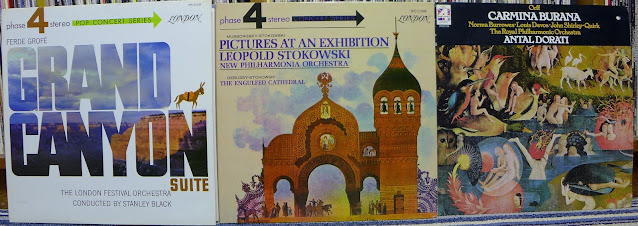 phase 4 stereo POP CONCERT SERIES LONDON
FERDE GROFÉ
GRAND
CANYON
SUITE
THE LONDON FESTIVAL ORCHESTRA
CONDUCTED BY STANLEY BLACK
phase 4 stereo CONCERT SERIES LONDON
MUSSORGSKY-STOKOWSKI
PICTURES AT AN EXHIBITION
LEOPOLD STOKOWSKI
NEW PHILHARMONIA ORCHESTRA
DEBUSSY-STOKOWSKI
THE ENGULFED CATHEDRAL
Orff
CARMINA BURANA
Norma Burrowes · Louis Devos · John Shirley-Quirk
The Royal Philharmonic Orchestra
ANTAL DORATI